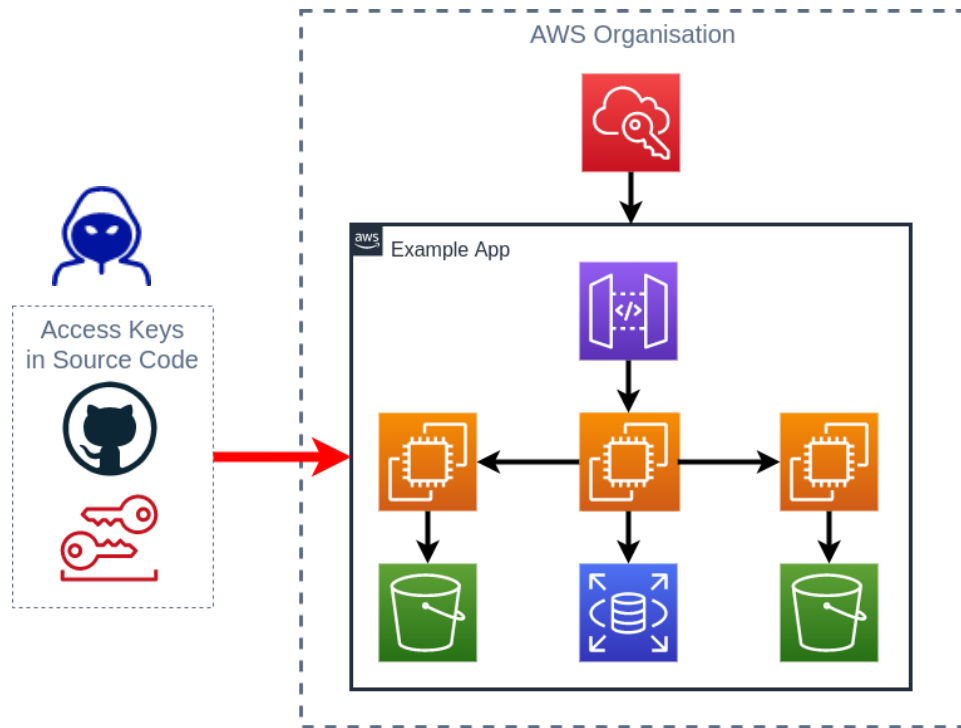 AWS Organisation
aws
Example App
Access Keys
in Source Code
</>